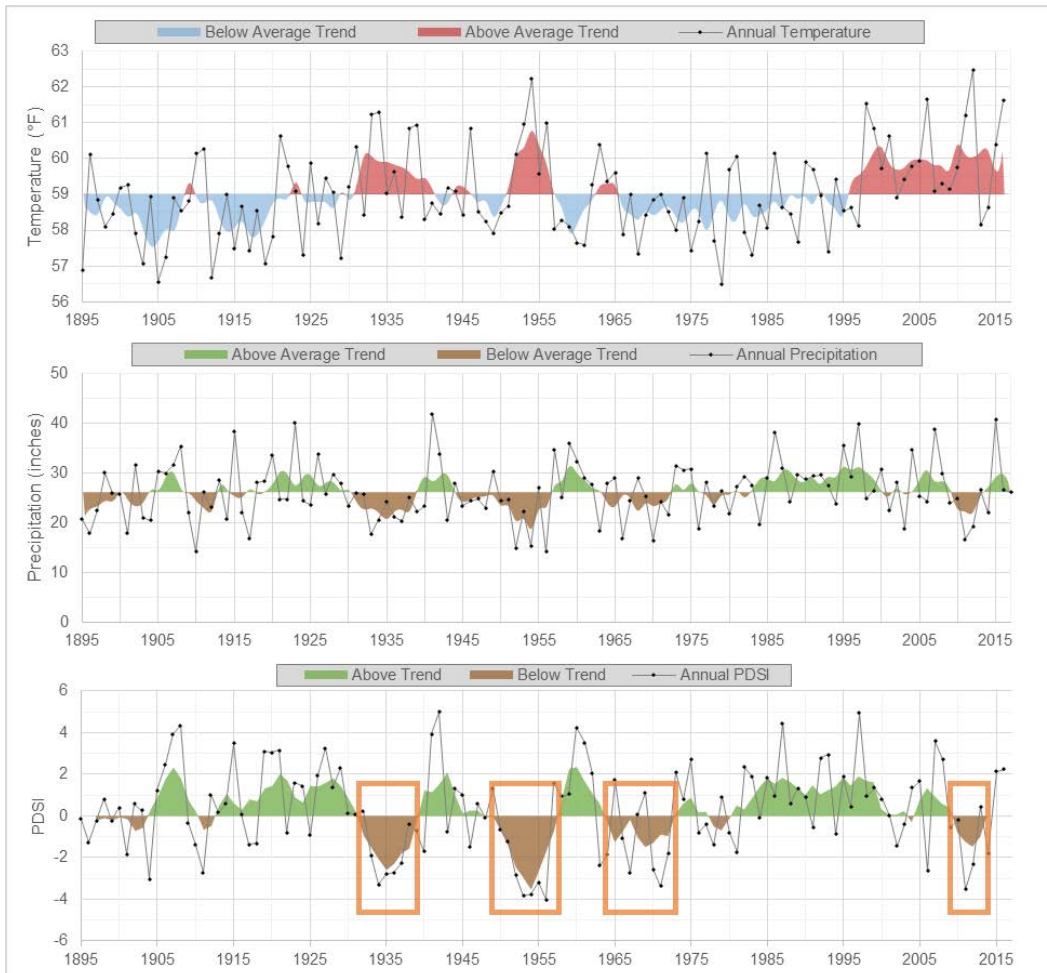 Below Average Trend Above Average Trend Annual Temperature
63
62
61
60
59
58
57
56
Temperature (°F)
1895 1905 1915 1925 1935 1945 1955 1965 1975 1985 1995 2005 2015
Above Average Trend Below Average Trend Annual Precipitation
50
40
30
20
10
0
Precipitation (inches)
1895 1905 1915 1925 1935 1945 1955 1965 1975 1985 1995 2005 2015
Above Trend Below Trend Annual PDSI
6
4
2
0
-2
-4
-6
PDSI
1895 1905 1915 1925 1935 1945 1955 1965 1975 1985 1995 2005 2015